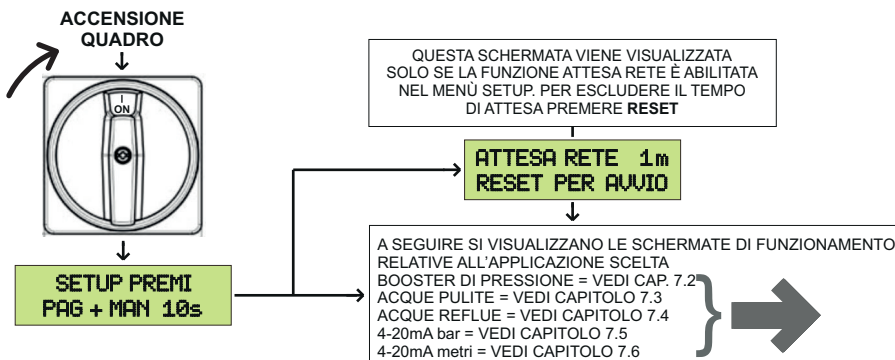 ACCENSIONE
QUADRO
I
ON
SETUP PREMI
PAG + MAN 10s
QUESTA SCHERMATA VIENE VISUALIZZATA
SOLO SE LA FUNZIONE ATTESA RETE È ABILITATA
NEL MENÙ SETUP. PER ESCLUDERE IL TEMPO
DI ATTESA PREMERE RESET
ATTESA RETE 1m
RESET PER AVVIO
A SEGUIRE SI VISUALIZZANO LE SCHERMATE DI FUNZIONAMENTO
RELATIVE ALL'APPLICAZIONE SCELTA
BOOSTER DI PRESSIONE = VEDI CAP. 7.2
ACQUE PULITE = VEDI CAPITOLO 7.3
ACQUE REFLUE = VEDI CAPITOLO 7.4
4-20mA bar = VEDI CAPITOLO 7.5
4-20mA metri = VEDI CAPITOLO 7.6